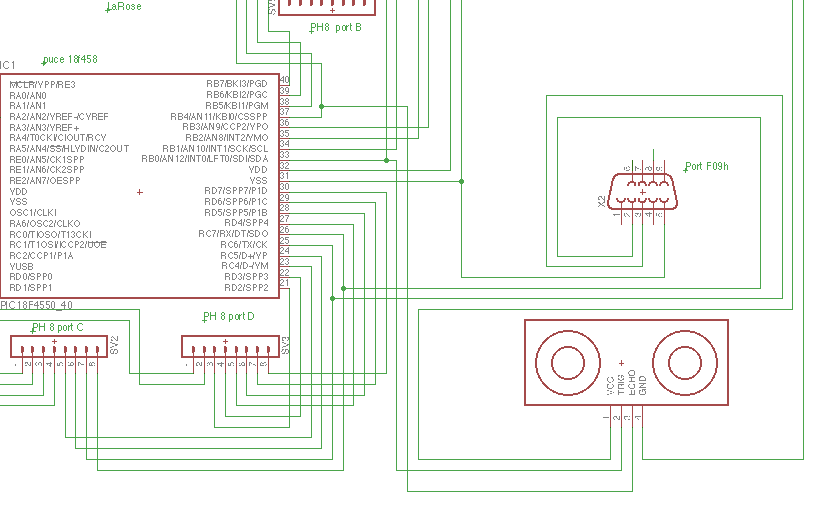 LaRose
PH8 port B
puce 18f458
IC1
MCLR/VPP/RE3
RA0/AN0
RA1/AN1
RA2/AN2/VREF-/CVREF
RA3/AN3/VREF+
RA4/T0CKI/C1OUT/RCV
RA5/AN4/SS/HLVDIN/C2OUT
RE0/AN5/CK1SPP
RE1/AN6/CK2SPP
RE2/AN7/OESPP
VDD
VSS
OSC1/CLKI
RA6/OSC2/CLKO
RC0/T1OSO/T13CKI
RC1/T1OSI/CCP2/UOE
RC2/CCP1/P1A
VUSB
RD0/SPP0
RD1/SPP1
RB7/KBI3/PGD 40
RB6/KBI2/PGC 39
RB5/KBI1/PGM 38
RB4/AN11/KBI0/CSSPP 37
RB3/AN9/CCP2/VPO 36
RB2/AN8/INT2/VMO 35
RB1/AN10/INT1/SCK/SCL 34
RB0/AN12/INT0/LFT0/SDI/SDA 33
VDD 32
VSS 31
RD7/SPP7/P1D 30
RD6/SPP6/P1C 29
RD5/SPP5/P1B 28
RD4/SPP4 27
RC7/RX/DT/SDO 26
RC6/TX/CK 25
RC5/D+/VP 24
RC4/D-/VM 23
RD3/SPP3 22
RD2/SPP2 21
PIC18F4550_40
Port F09h
X2
6 7 8 9
1 2 3 4 5
PH 8 port C
SV2
1 2 3 4 5 6 7 8
PH 8 port D
SV3
1 2 3 4 5 6 7 8
VCC
TRIG
ECHO
GND
1 2 3 4